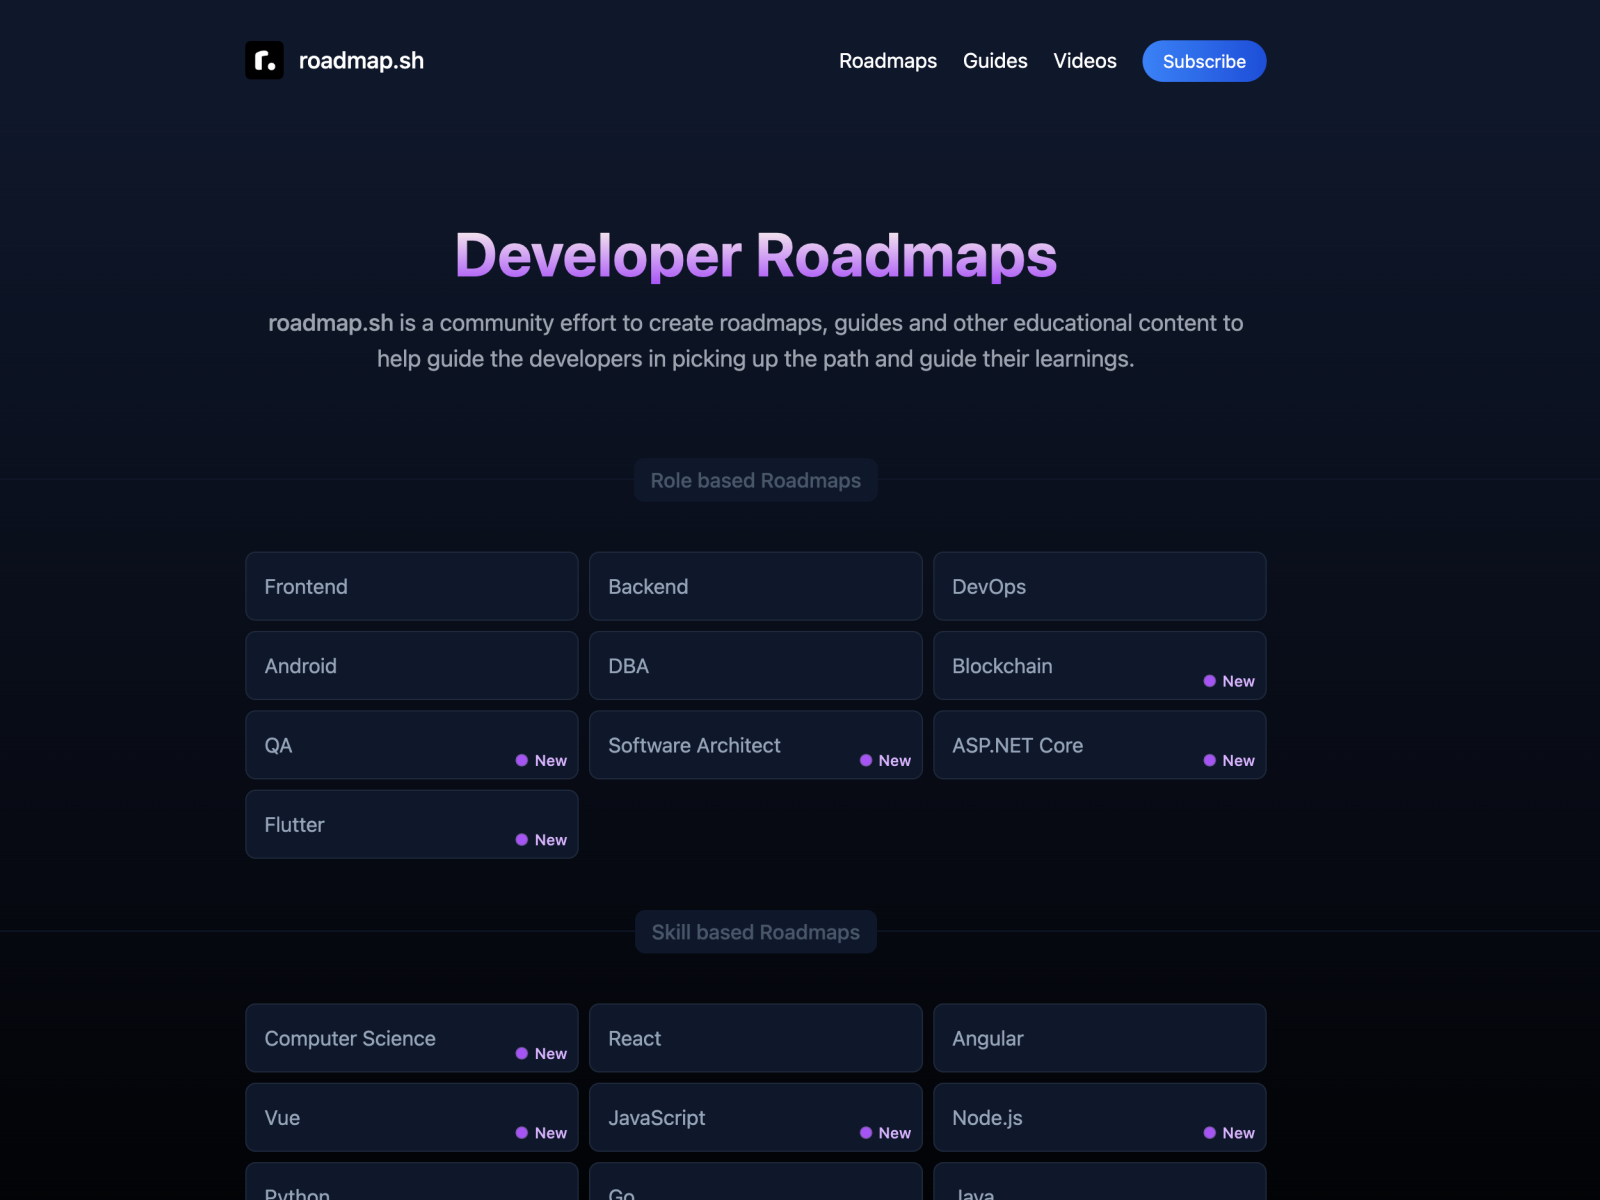 roadmap.sh
Roadmaps Guides Videos Subscribe
Developer Roadmaps
roadmap.sh is a community effort to create roadmaps, guides and other educational content to
help guide the developers in picking up the path and guide their learnings.
Role based Roadmaps
Frontend
Backend
DevOps
Android
DBA
Blockchain
New
QA
New
Software Architect
New
ASP.NET Core
New
Flutter
New
Skill based Roadmaps
Computer Science
New
React
Angular
Vue
New
JavaScript
New
Node.js
New
Python
Go
Java